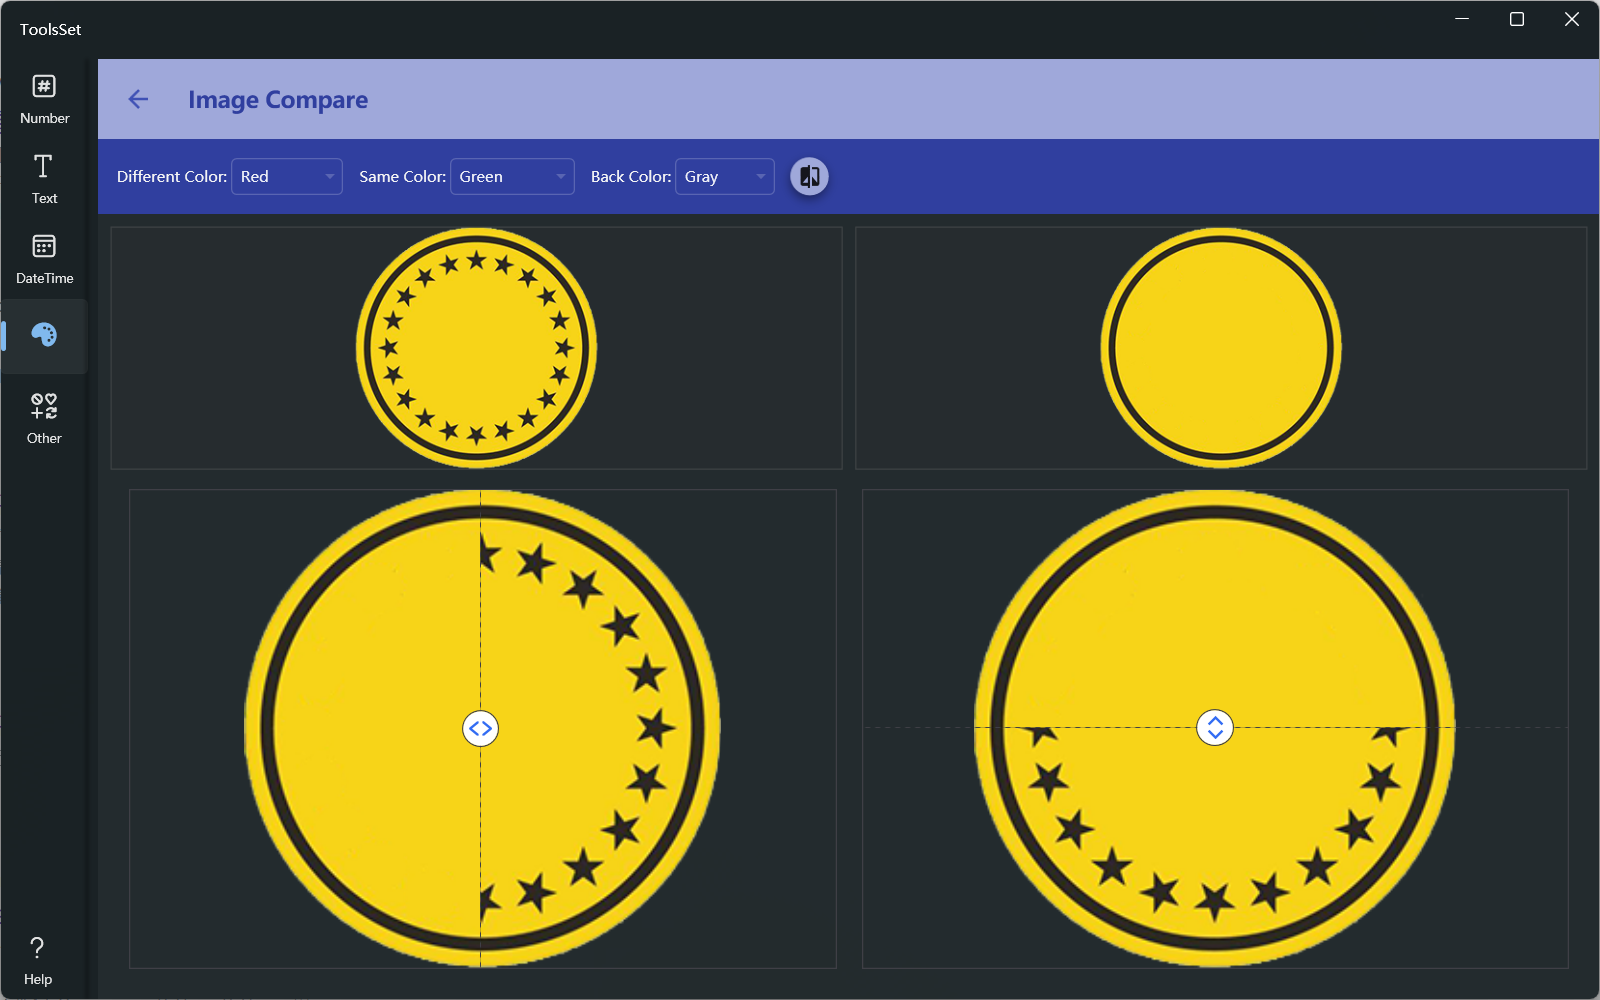 ToolsSet
Number
Text
DateTime
Other
Help
Image Compare
Different Color: Red Same Color: Green Back Color: Gray